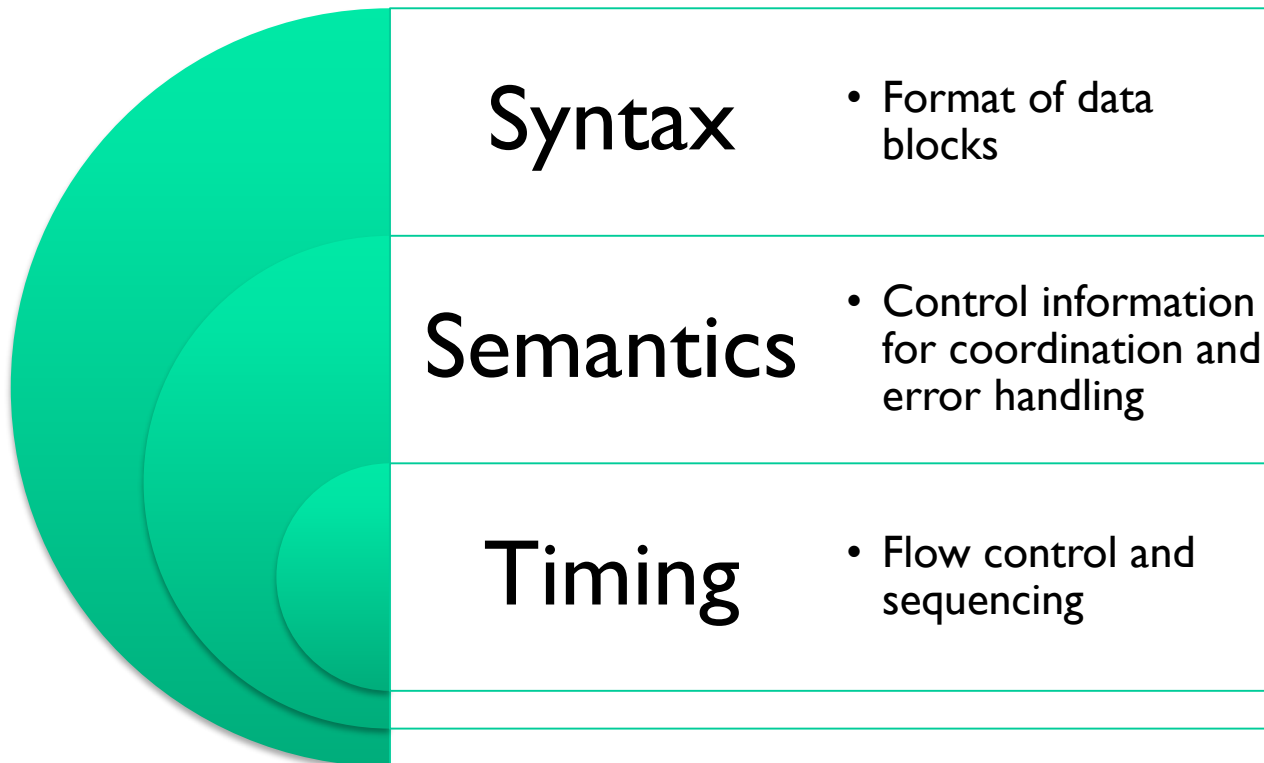 Syntax
• Format of data
blocks
Semantics
• Control information
for coordination and
error handling
Timing
• Flow control and
sequencing